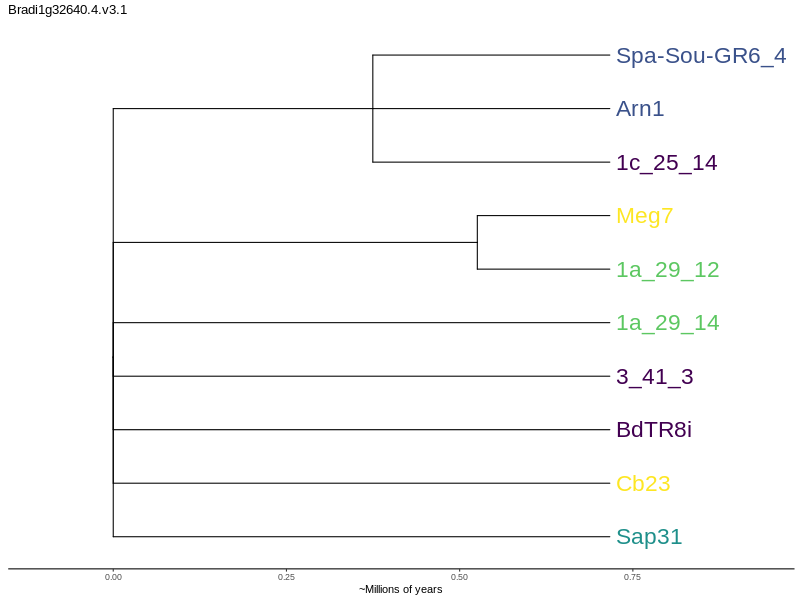 Bradi1g32640.4.v3.1
Spa-Sou-GR6_4
Arn1
1c_25_14
Meg7
1a_29_12
1a_29_14
3_41_3
BdTR8i
Cb23
Sap31
0.00 0.25 0.50 0.75
~Millions of years